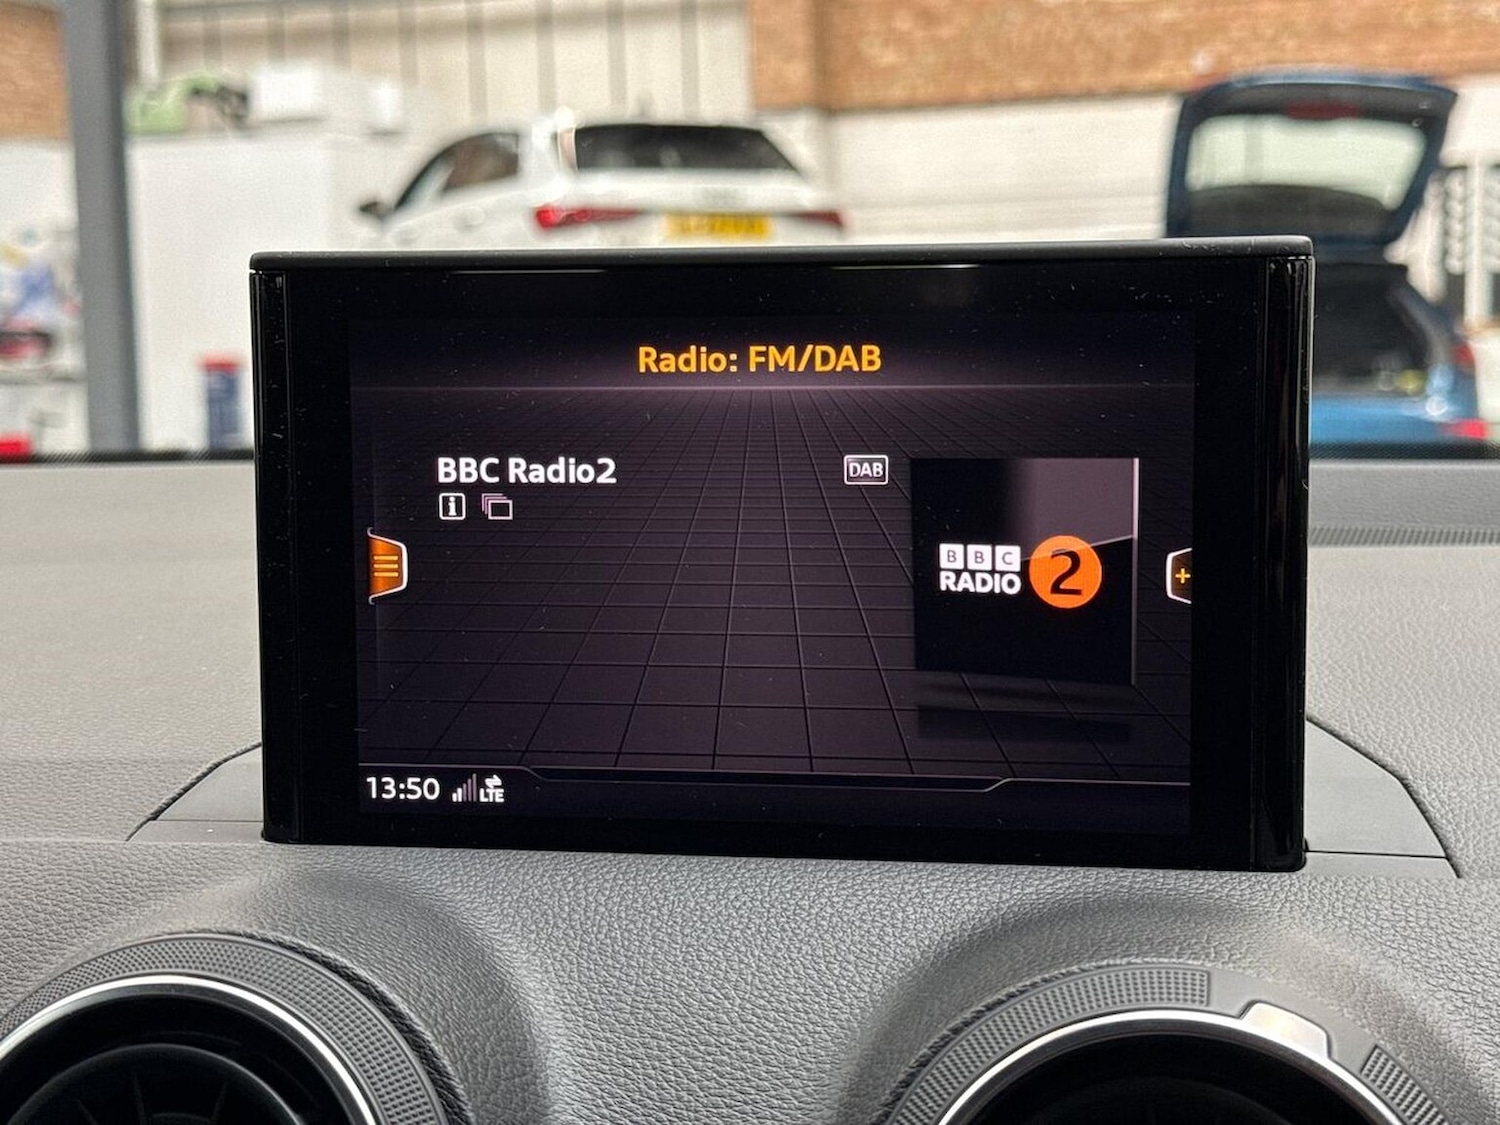 Radio: FM/DAB
BBC Radio2
DAB
BBC
RADIO 2
13:50 LTE